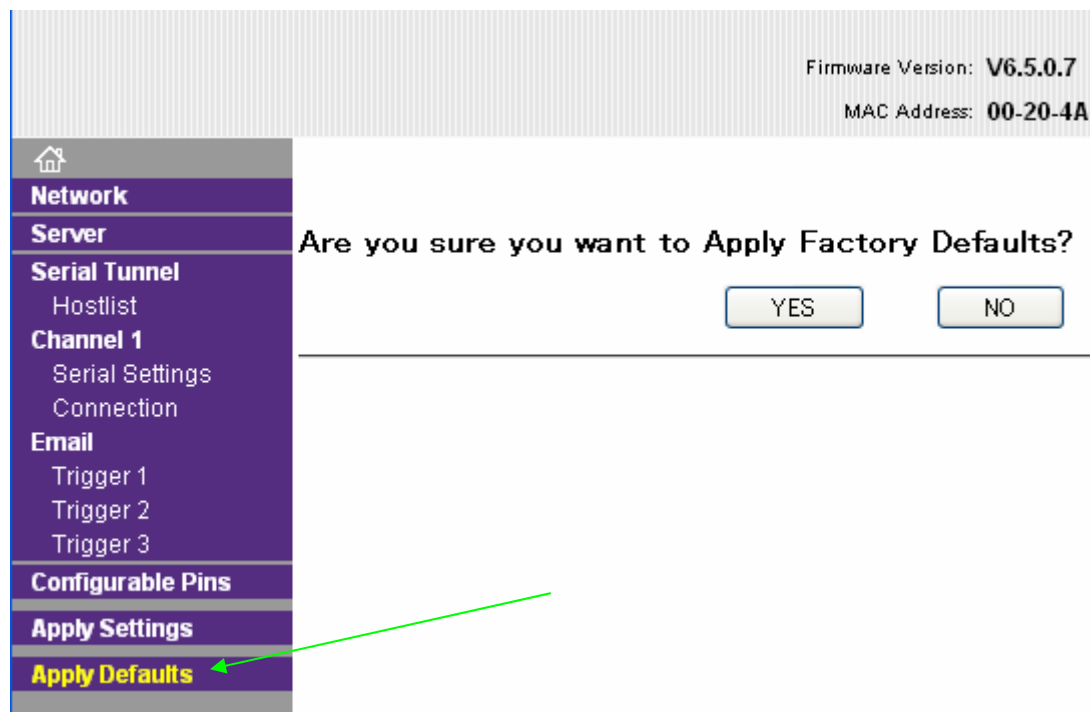 Firmware Version: V6.5.0.7
MAC Address: 00-20-4A
Network
Server
Serial Tunnel
Hostlist
Channel 1
Serial Settings
Connection
Email
Trigger 1
Trigger 2
Trigger 3
Configurable Pins
Apply Settings
Apply Defaults
Are you sure you want to Apply Factory Defaults?
YES NO